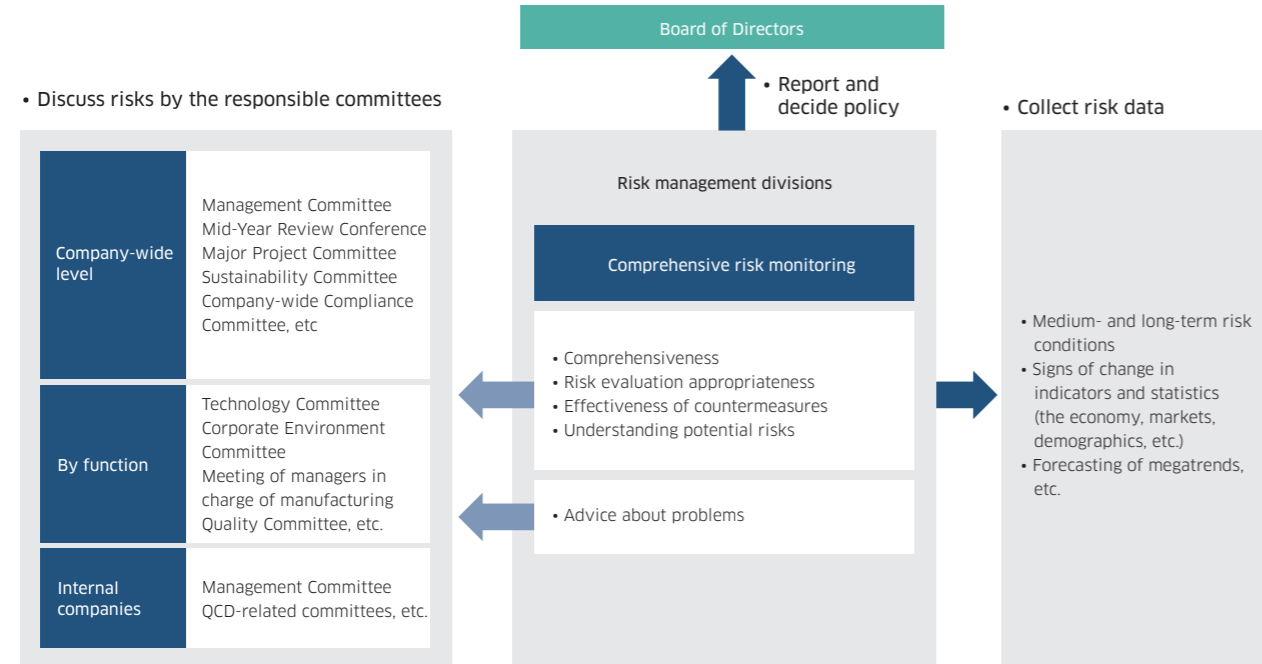 Board of Directors
• Report and
decide policy
• Discuss risks by the responsible committees
Company-wide
level
Management Committee
Mid-Year Review Conference
Major Project Committee
Sustainability Committee
Company-wide Compliance
Committee, etc
By function
Technology Committee
Corporate Environment
Committee
Meeting of managers in
charge of manufacturing
Quality Committee, etc.
Internal
companies
Management Committee
QCD-related committees, etc.
Risk management divisions
Comprehensive risk monitoring
• Comprehensiveness
• Risk evaluation appropriateness
• Effectiveness of countermeasures
• Understanding potential risks
• Advice about problems
• Collect risk data
• Medium- and long-term risk
conditions
• Signs of change in
indicators and statistics
(the economy, markets,
demographics, etc.)
• Forecasting of megatrends,
etc.